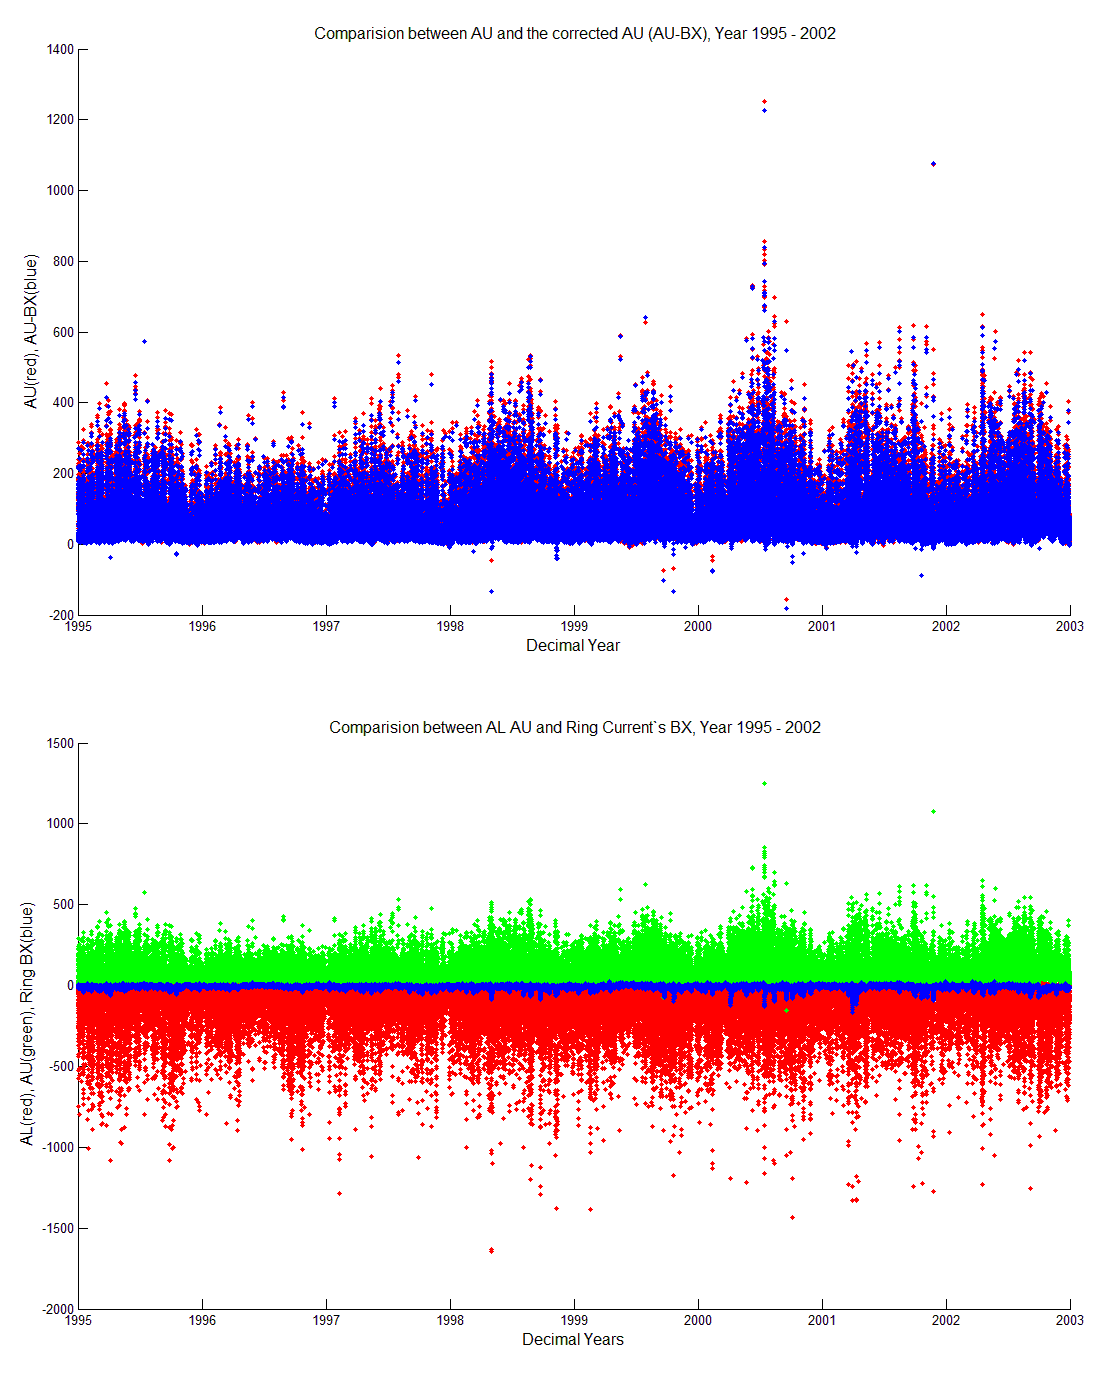 Comparision between AU and the corrected AU (AU-BX), Year 1995 - 2002
1400
1200
1000
800
600
400
200
0
-200
AU(red), AU-BX(blue)
1995 1996 1997 1998 1999 2000 2001 2002 2003
Decimal Year
Comparision between AL AU and Ring Current`s BX, Year 1995 - 2002
1500
1000
500
0
-500
-1000
-1500
-2000
AL(red), AU(green), Ring BX(blue)
1995 1996 1997 1998 1999 2000 2001 2002 2003
Decimal Years